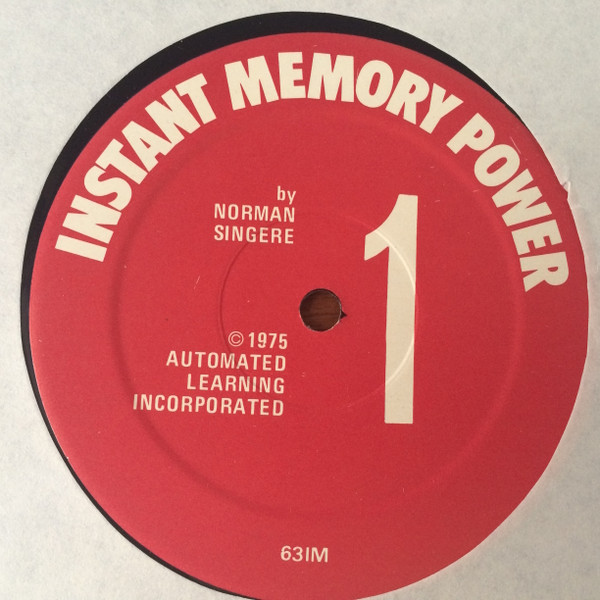 INSTANT MEMORY POWER
by
NORMAN
SINGERE
1
© 1975
AUTOMATED
LEARNING
INCORPORATED
63IM